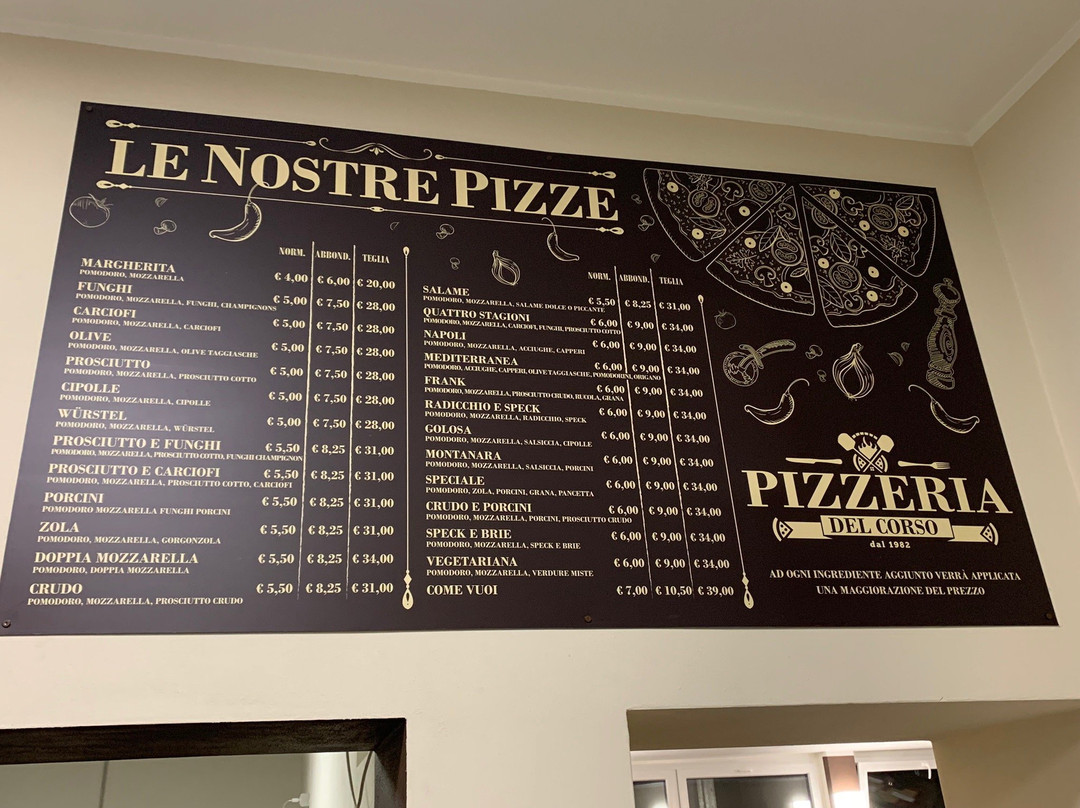 LE NOSTRE PIZZE
NORM. ABBOND. TEGLIA
MARGHERITA € 4,00 € 6,00 € 20,00
POMODORO, MOZZARELLA
FUNGHI € 5,00 € 7,50 € 28,00
POMODORO, MOZZARELLA, FUNGHI, CHAMPIGNONS
CARCIOFI € 5,00 € 7,50 € 28,00
POMODORO, MOZZARELLA, CARCIOFI
OLIVE € 5,00 € 7,50 € 28,00
POMODORO, MOZZARELLA, OLIVE TAGGIASCHE
PROSCIUTTO € 5,00 € 7,50 € 28,00
POMODORO, MOZZARELLA, PROSCIUTTO COTTO
CIPOLLE € 5,00 € 7,50 € 28,00
POMODORO, MOZZARELLA, CIPOLLE
WÜRSTEL € 5,00 € 7,50 € 28,00
POMODORO, MOZZARELLA, WÜRSTEL
PROSCIUTTO E FUNGHI € 5,50 € 8,25 € 31,00
POMODORO, MOZZARELLA, PROSCIUTTO COTTO, FUNGHI CHAMPIGNON
PROSCIUTTO E CARCIOFI € 5,50 € 8,25 € 31,00
POMODORO, MOZZARELLA, PROSCIUTTO COTTO, CARCIOFI
PORCINI € 5,50 € 8,25 € 31,00
POMODORO MOZZARELLA FUNGHI PORCINI
ZOLA € 5,50 € 8,25 € 31,00
POMODORO, MOZZARELLA, GORGONZOLA
DOPPIA MOZZARELLA € 5,50 € 8,25 € 34,00
POMODORO, DOPPIA MOZZARELLA
CRUDO € 5,50 € 8,25 € 31,00
POMODORO, MOZZARELLA, PROSCIUTTO CRUDO
NORM. ABBOND. TEGLIA
SALAME € 5,50 € 8,25 € 31,00
POMODORO, MOZZARELLA, SALAME DOLCE O PICCANTE
QUATTRO STAGIONI € 6,00 € 9,00 € 34,00
POMODORO, MOZZARELLA, CARCIOFI, FUNGHI, PROSCIUTTO COTTO
NAPOLI € 6,00 € 9,00 € 34,00
POMODORO, MOZZARELLA, ACCIUGHE, CAPPERI
MEDITERRANEA € 6,00 € 9,00 € 34,00
POMODORO, ACCIUGHE, CAPPERI, OLIVE TAGGIASCHE, POMODORINI, ORIGANO
FRANK € 6,00 € 9,00 € 34,00
POMODORO, MOZZARELLA, PROSCIUTTO CRUDO, RUCOLA, GRANA
RADICCHIO E SPECK € 6,00 € 9,00 € 34,00
POMODORO, MOZZARELLA, RADICCHIO, SPECK
GOLOSA € 6,00 € 9,00 € 34,00
POMODORO, MOZZARELLA, SALSICCIA, CIPOLLE
MONTANARA € 6,00 € 9,00 € 34,00
POMODORO, MOZZARELLA, SALSICCIA, PORCINI
SPECIALE € 6,00 € 9,00 € 34,00
POMODORO, ZOLA, PORCINI, GRANA, PANCETTA
CRUDO E PORCINI € 6,00 € 9,00 € 34,00
POMODORO, MOZZARELLA, PORCINI, PROSCIUTTO CRUDO
SPECK E BRIE € 6,00 € 9,00 € 34,00
POMODORO, MOZZARELLA, SPECK E BRIE
VEGETARIANA € 6,00 € 9,00 € 34,00
POMODORO, MOZZARELLA, VERDURE MISTE
COME VUOI € 7,00 € 10,50 € 39,00
PIZZERIA
DEL CORSO
dal 1982
AD OGNI INGREDIENTE AGGIUNTO VERRÀ APPLICATA
UNA MAGGIORAZIONE DEL PREZZO